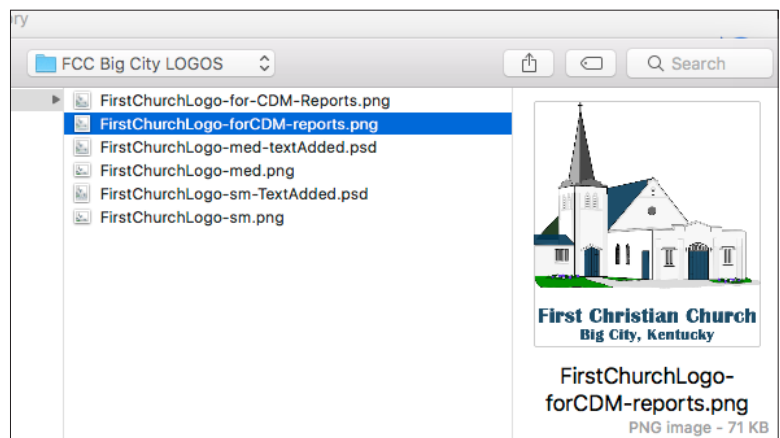 ry
FCC Big City LOGOS
Search
FirstChurchLogo-for-CDM-Reports.png
FirstChurchLogo-forCDM-reports.png
FirstChurchLogo-med-textAdded.psd
FirstChurchLogo-med.png
FirstChurchLogo-sm-TextAdded.psd
FirstChurchLogo-sm.png
First Christian Church
Big City, Kentucky
FirstChurchLogo-
forCDM-reports.png
PNG image - 71 KB